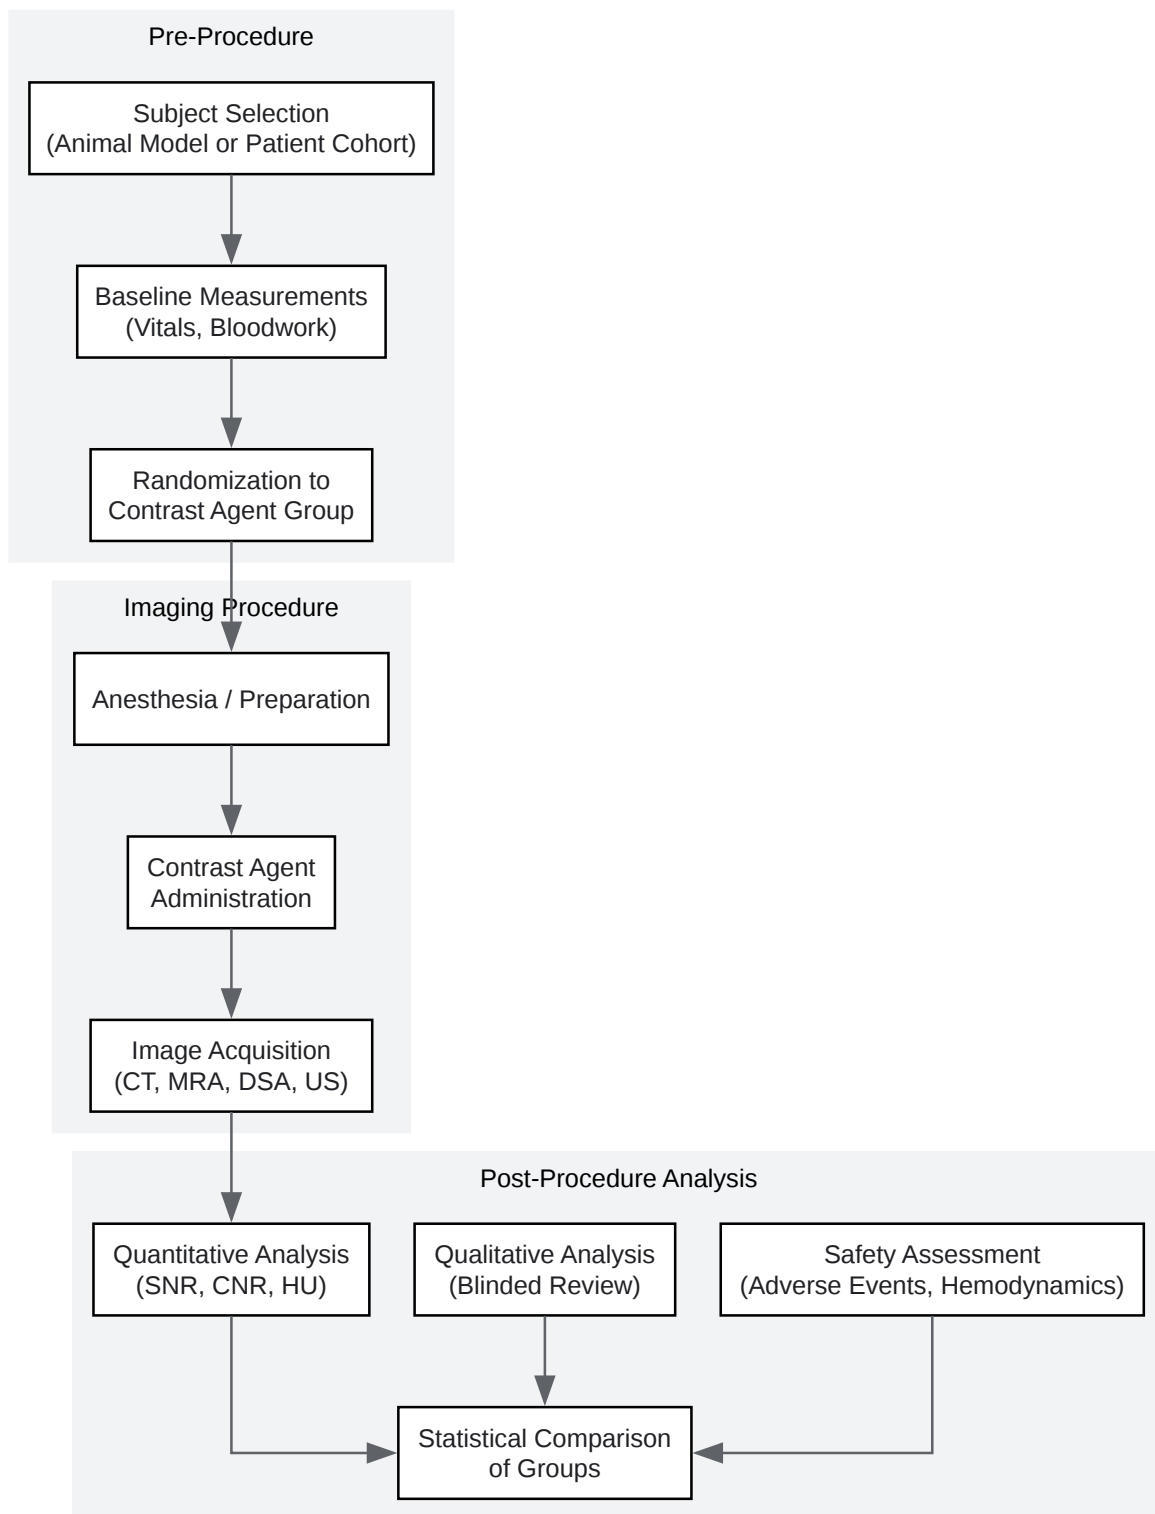 Pre-Procedure
Subject Selection
(Animal Model or Patient Cohort)
Baseline Measurements
(Vitals, Bloodwork)
Randomization to
Contrast Agent Group
Imaging Procedure
Anesthesia / Preparation
Contrast Agent
Administration
Image Acquisition
(CT, MRA, DSA, US)
Post-Procedure Analysis
Quantitative Analysis
(SNR, CNR, HU)
Qualitative Analysis
(Blinded Review)
Safety Assessment
(Adverse Events, Hemodynamics)
Statistical Comparison
of Groups